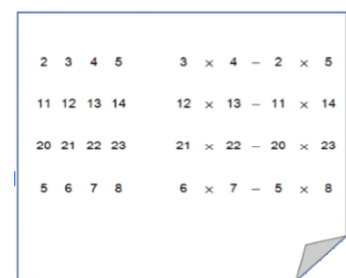 2 3 4 5 3 × 4 − 2 × 5
11 12 13 14 12 × 13 − 11 × 14
20 21 22 23 21 × 22 − 20 × 23
5 6 7 8 6 × 7 − 5 × 8